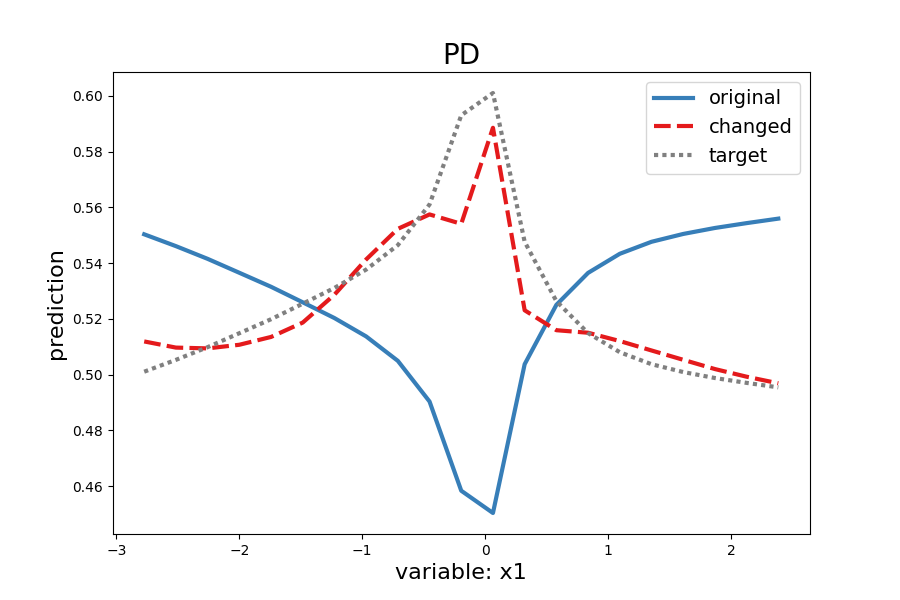 PD
original
changed
target
prediction
0.60
0.58
0.56
0.54
0.52
0.50
0.48
0.46
−3
−2
−1
0
1
2
variable: x1